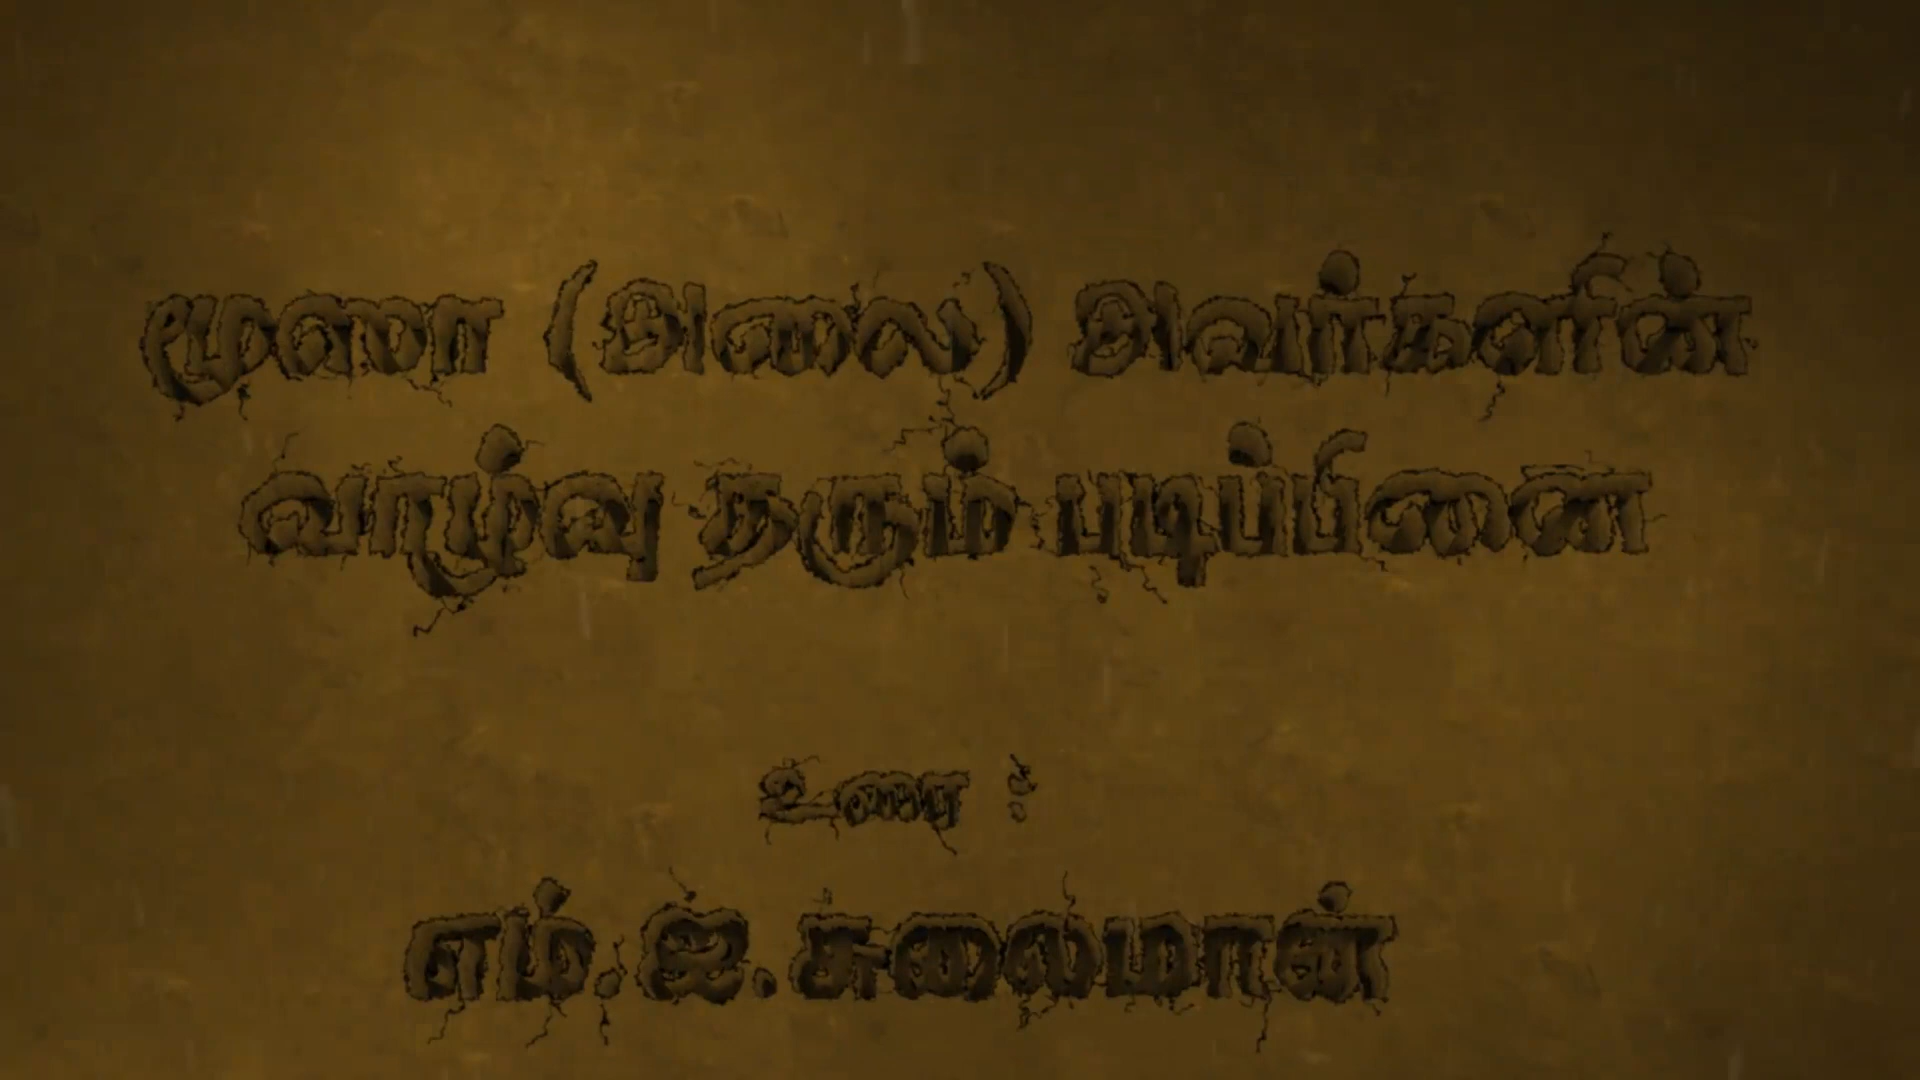 மூனா (அலை) அவர்களின்
வாழ்வு தரும் படிப்பினை
உரை :
எம்.ஐ.சுலைமான்